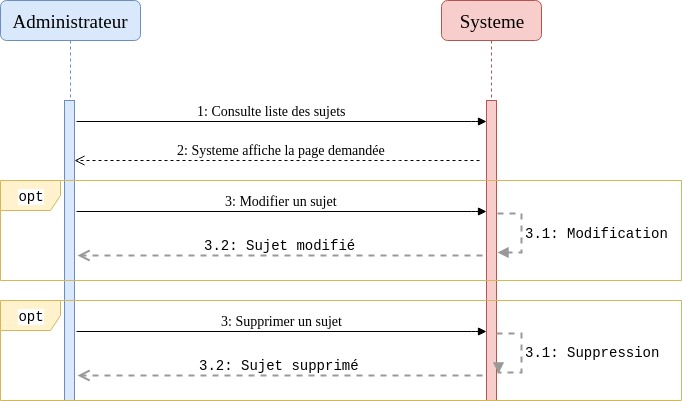 Administrateur
Systeme
1: Consulte liste des sujets
2: Systeme affiche la page demandée
opt
3: Modifier un sujet
3.1: Modification
3.2: Sujet modifié
opt
3: Supprimer un sujet
3.1: Suppression
3.2: Sujet supprimé